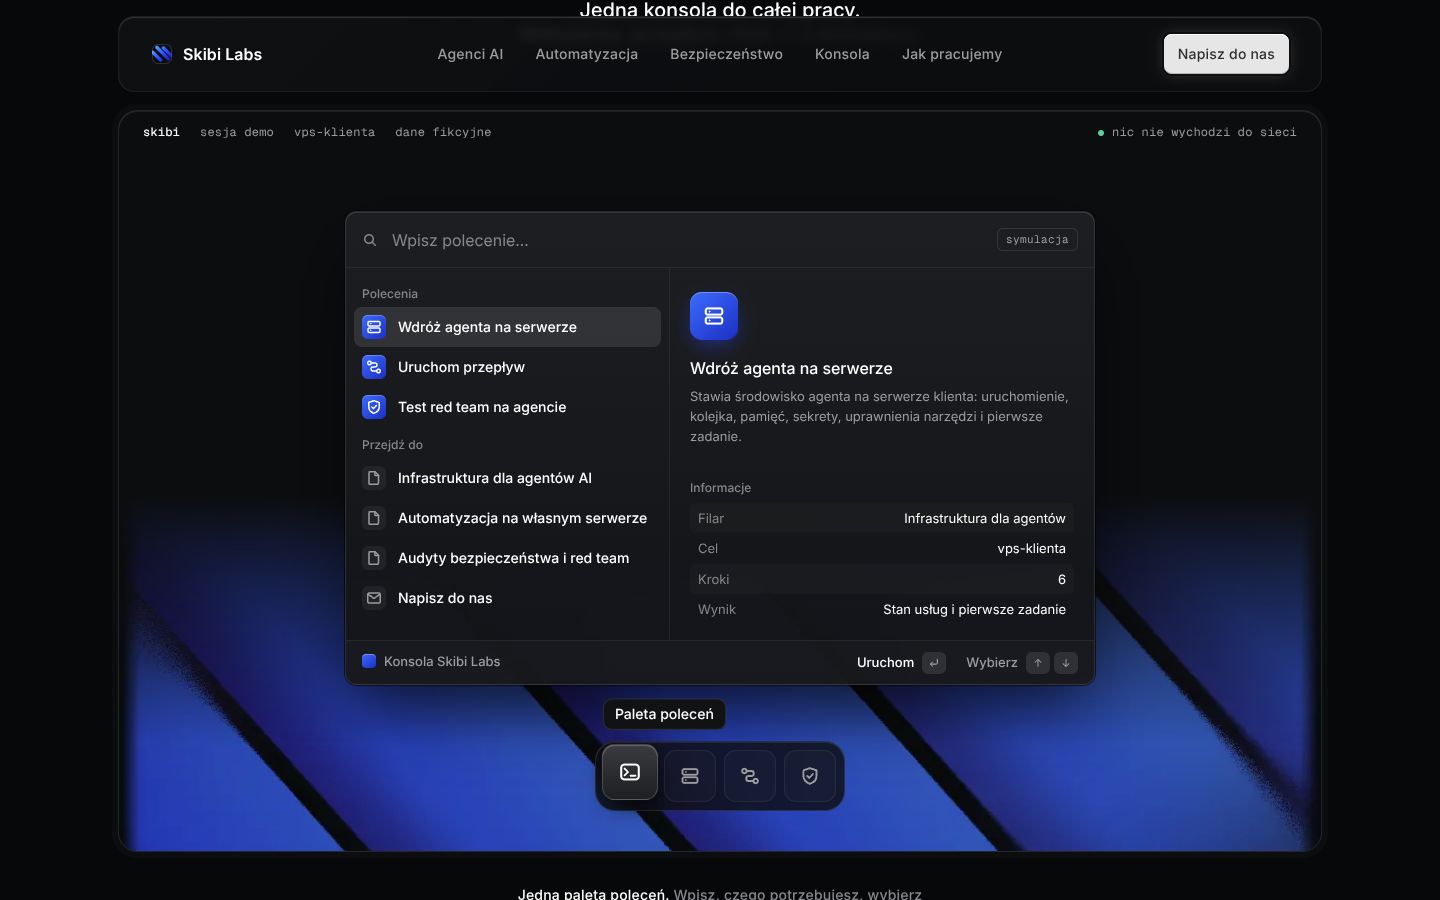 Jedna konsola do całej pracy.
Skibi Labs
Agenci AI
Automatyzacja
Bezpieczeństwo
Konsola
Jak pracujemy
Napisz do nas
skibi
sesja demo
vps-klienta
dane fikcyjne
nic nie wychodzi do sieci
Wpisz polecenie...
symulacja
Polecenia
Wdróż agenta na serwerze
Uruchom przepływ
Test red team na agencie
Przejdź do
Infrastruktura dla agentów AI
Automatyzacja na własnym serwerze
Audyty bezpieczeństwa i red team
Napisz do nas
Wdróż agenta na serwerze
Stawia środowisko agenta na serwerze klienta: uruchomienie,
kolejka, pamięć, sekrety, uprawnienia narzędzi i pierwsze
zadanie.
Informacje
Filar Infrastruktura dla agentów
Cel vps-klienta
Kroki 6
Wynik Stan usług i pierwsze zadanie
Konsola Skibi Labs
Uruchom
Wybierz
Paleta poleceń
Jedna paleta poleceń. Wpisz, czego potrzebujesz, wybierz